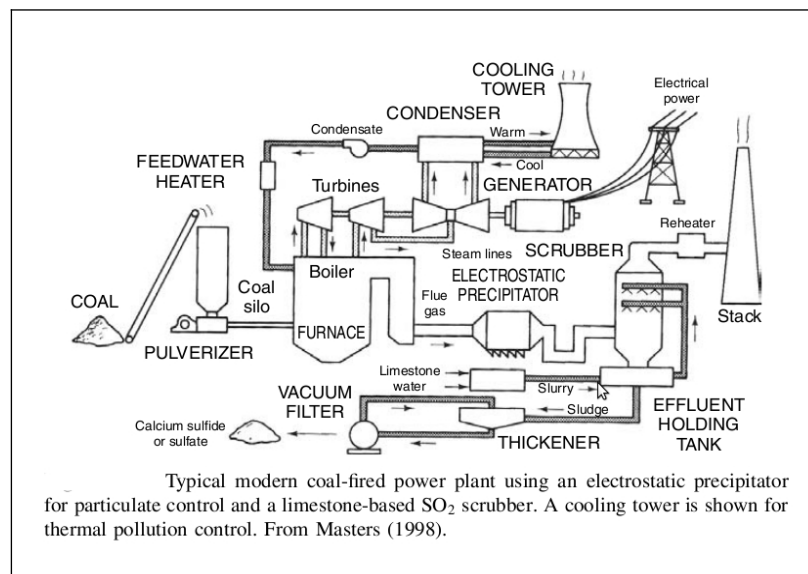 COOLING
TOWER
Electrical
power
CONDENSER
Condensate
Warm
Cool
FEEDWATER
HEATER
Turbines
GENERATOR
Reheater
SCRUBBER
Steam lines
Boiler
ELECTROSTATIC
PRECIPITATOR
Coal
silo
Flue
gas
COAL
Stack
FURNACE
PULVERIZER
Limestone
water
Slurry
VACUUM
FILTER
Sludge
EFFLUENT
HOLDING
TANK
Calcium sulfide
or sulfate
THICKENER
Typical modern coal-fired power plant using an electrostatic precipitator
for particulate control and a limestone-based SO₂ scrubber. A cooling tower is shown for
thermal pollution control. From Masters (1998).